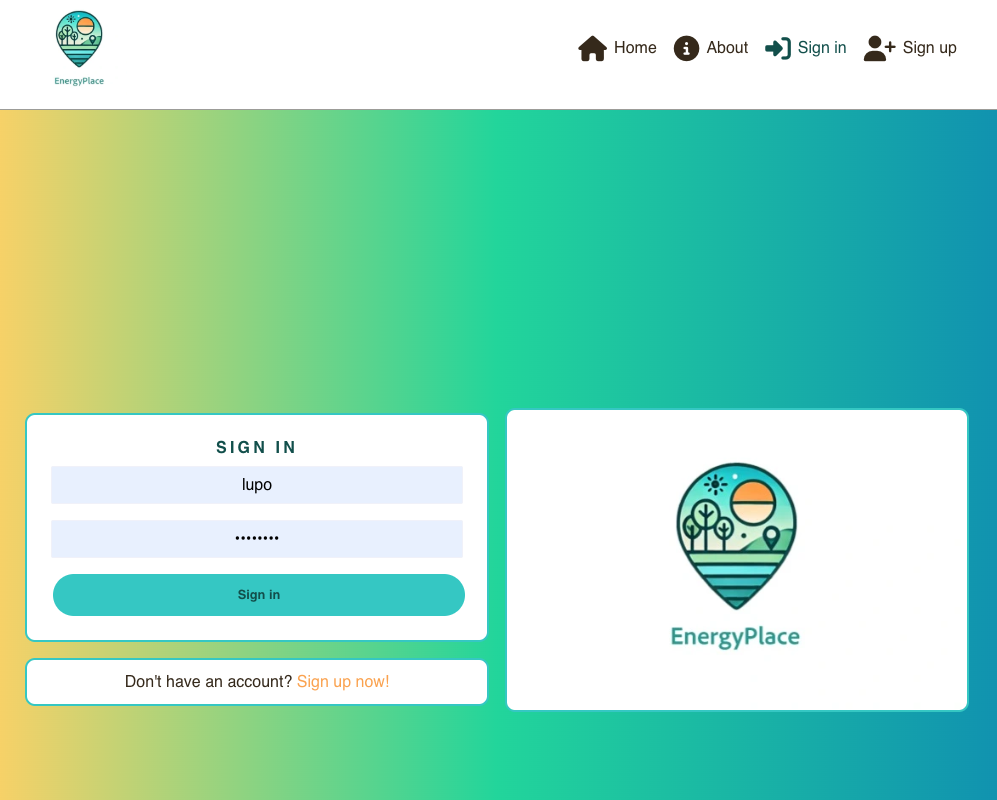 EnergyPlace
Home About Sign in Sign up
SIGN IN
lupo
••••••••
Sign in
Don't have an account? Sign up now!
EnergyPlace